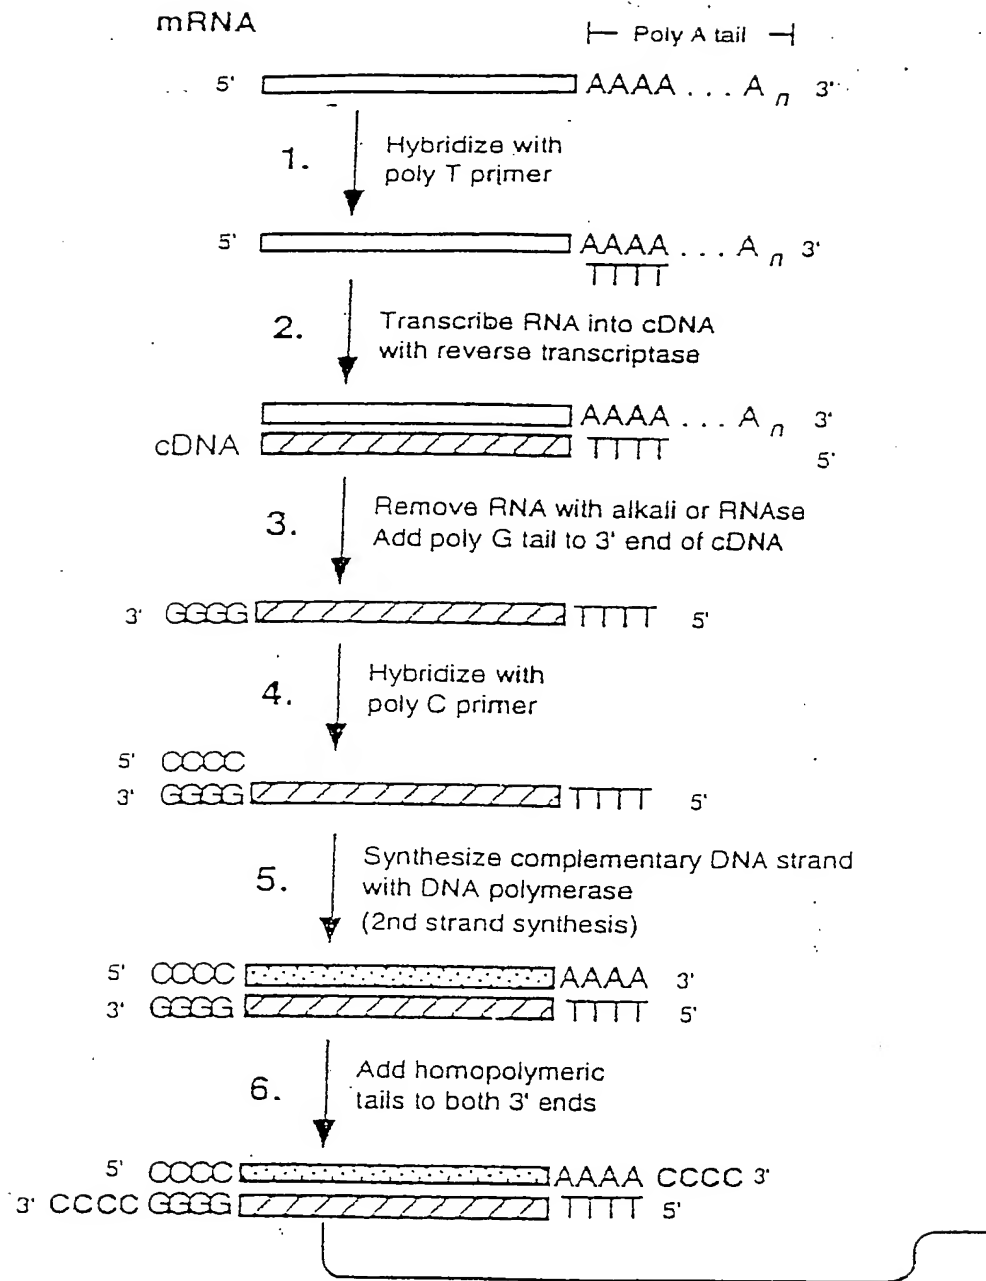 mRNA
|— Poly A tail —|
5' AAAA ... A n 3'
1. Hybridize with
poly T primer
5' AAAA ... A n 3'
TTTT
2. Transcribe RNA into cDNA
with reverse transcriptase
AAAA ... A n 3'
cDNA TTTT 5'
3. Remove RNA with alkali or RNAse
Add poly G tail to 3' end of cDNA
3' GGGG TTTT 5'
4. Hybridize with
poly C primer
5' CCCC
3' GGGG TTTT 5'
5. Synthesize complementary DNA strand
with DNA polymerase
(2nd strand synthesis)
5' CCCC AAAA 3'
3' GGGG TTTT 5'
6. Add homopolymeric
tails to both 3' ends
5' CCCC AAAA CCCC 3'
3' CCCC GGGG TTTT 5'